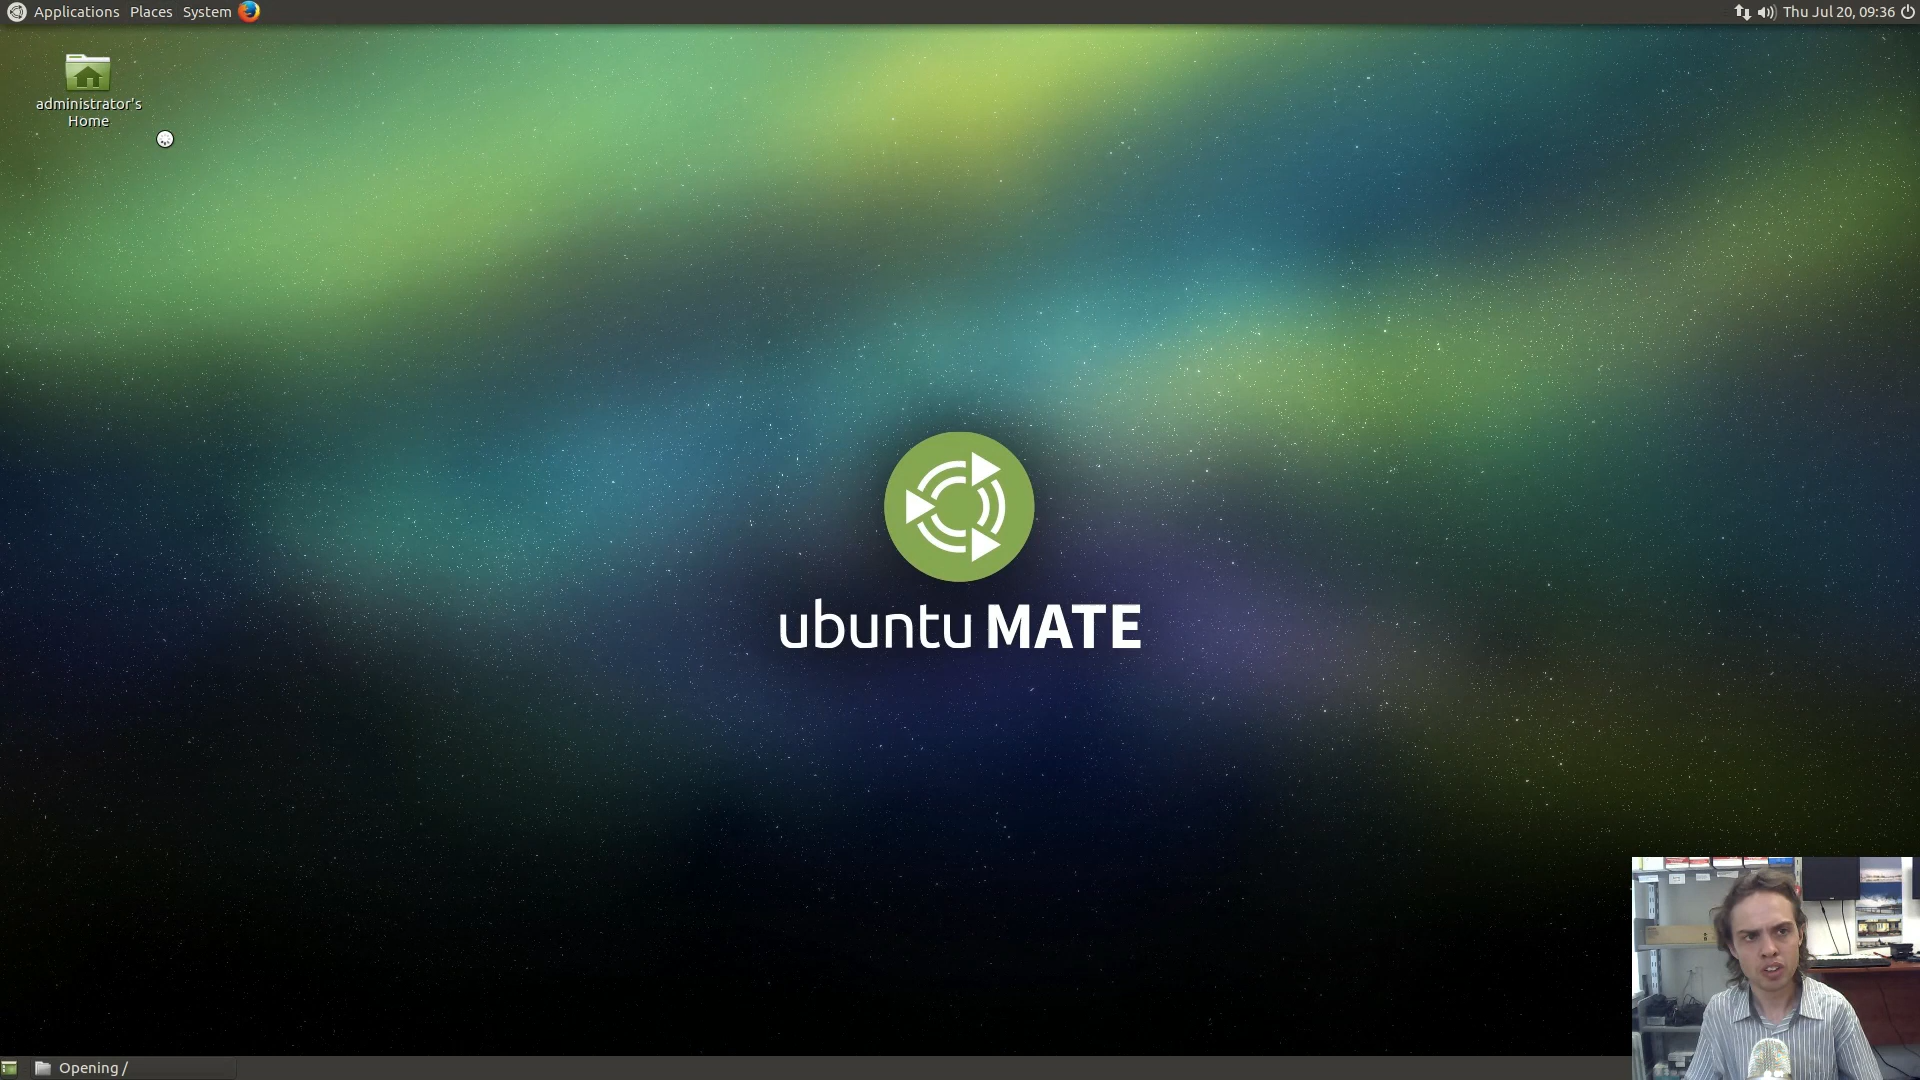 Applications Places System
Thu Jul 20, 09:36
administrator's
Home
ubuntu MATE
Opening /